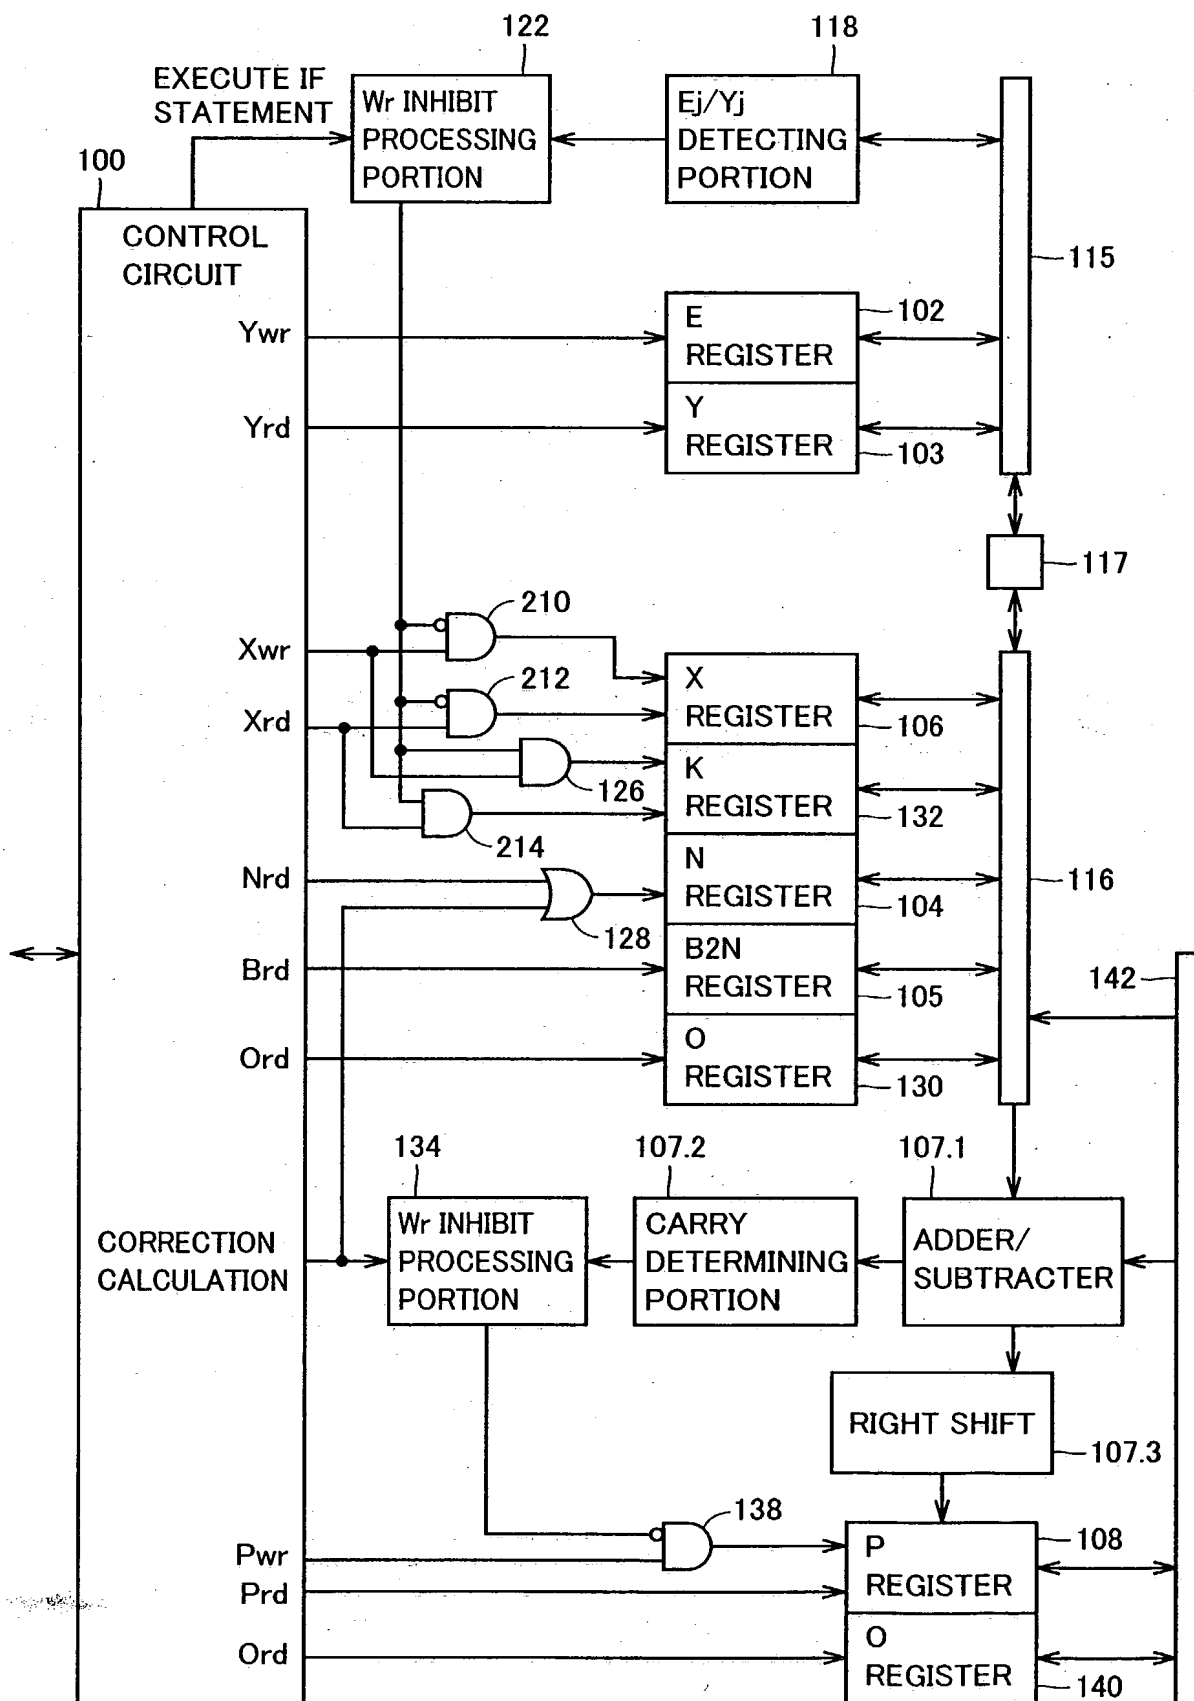 122
118
EXECUTE IF
STATEMENT
Wr INHIBIT
PROCESSING
PORTION
Ej/Yj
DETECTING
PORTION
100
CONTROL
CIRCUIT
115
Ywr
E
REGISTER
102
Yrd
Y
REGISTER
103
117
210
Xwr
212
X
REGISTER
106
Xrd
126
K
REGISTER
132
214
Nrd
N
REGISTER
104
116
128
Brd
B2N
REGISTER
105
142
Ord
O
REGISTER
130
134
107.2
107.1
CORRECTION
CALCULATION
Wr INHIBIT
PROCESSING
PORTION
CARRY
DETERMINING
PORTION
ADDER/
SUBTRACTER
RIGHT SHIFT
107.3
138
Pwr
P
REGISTER
108
Prd
Ord
O
REGISTER
140